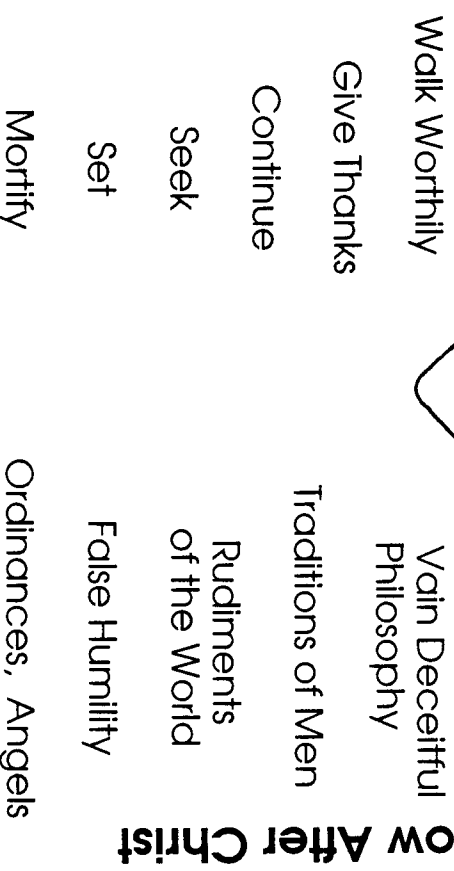 Walk Worthily
Give Thanks
Continue
Seek
Set
Mortify
Vain Deceitful
Philosophy
Traditions of Men
Rudiments
of the World
False Humility
Ordinances, Angels
ow After Christ